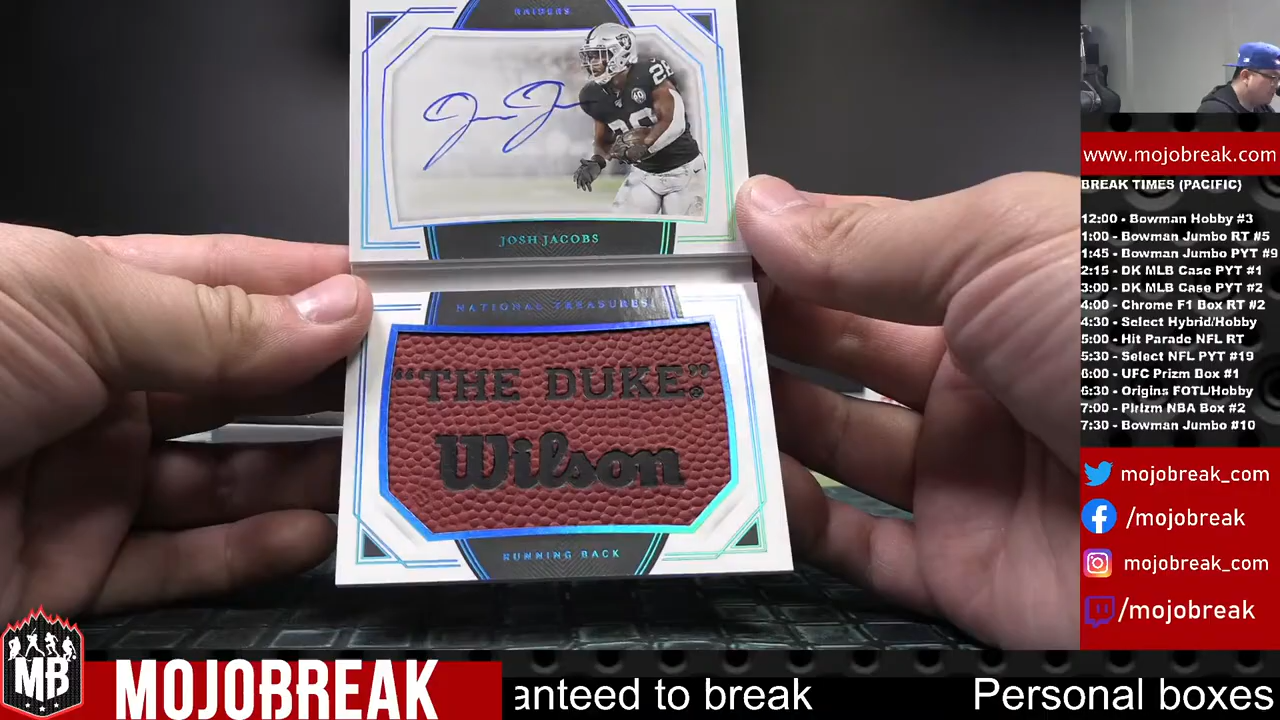 RAIDERS
28
60
28
JOSH JACOBS
NATIONAL TREASURES
"THE DUKE"®
Wilson
RUNNING BACK
www.mojobreak.com
BREAK TIMES (PACIFIC)
12:00 - Bowman Hobby #3
1:00 - Bowman Jumbo RT #5
1:45 - Bowman Jumbo PYT #9
2:15 - DK MLB Case PYT #1
3:00 - DK MLB Case PYT #2
4:00 - Chrome F1 Box RT #2
4:30 - Select Hybrid/Hobby
5:00 - Hit Parade NFL RT
5:30 - Select NFL PYT #19
6:00 - UFC Prizm Box #1
6:30 - Origins FOTL/Hobby
7:00 - Pirizm NBA Box #2
7:30 - Bowman Jumbo #10
mojobreak_com
/mojobreak
mojobreak_com
/mojobreak
MB
MOJOBREAK
anteed to break
Personal boxes